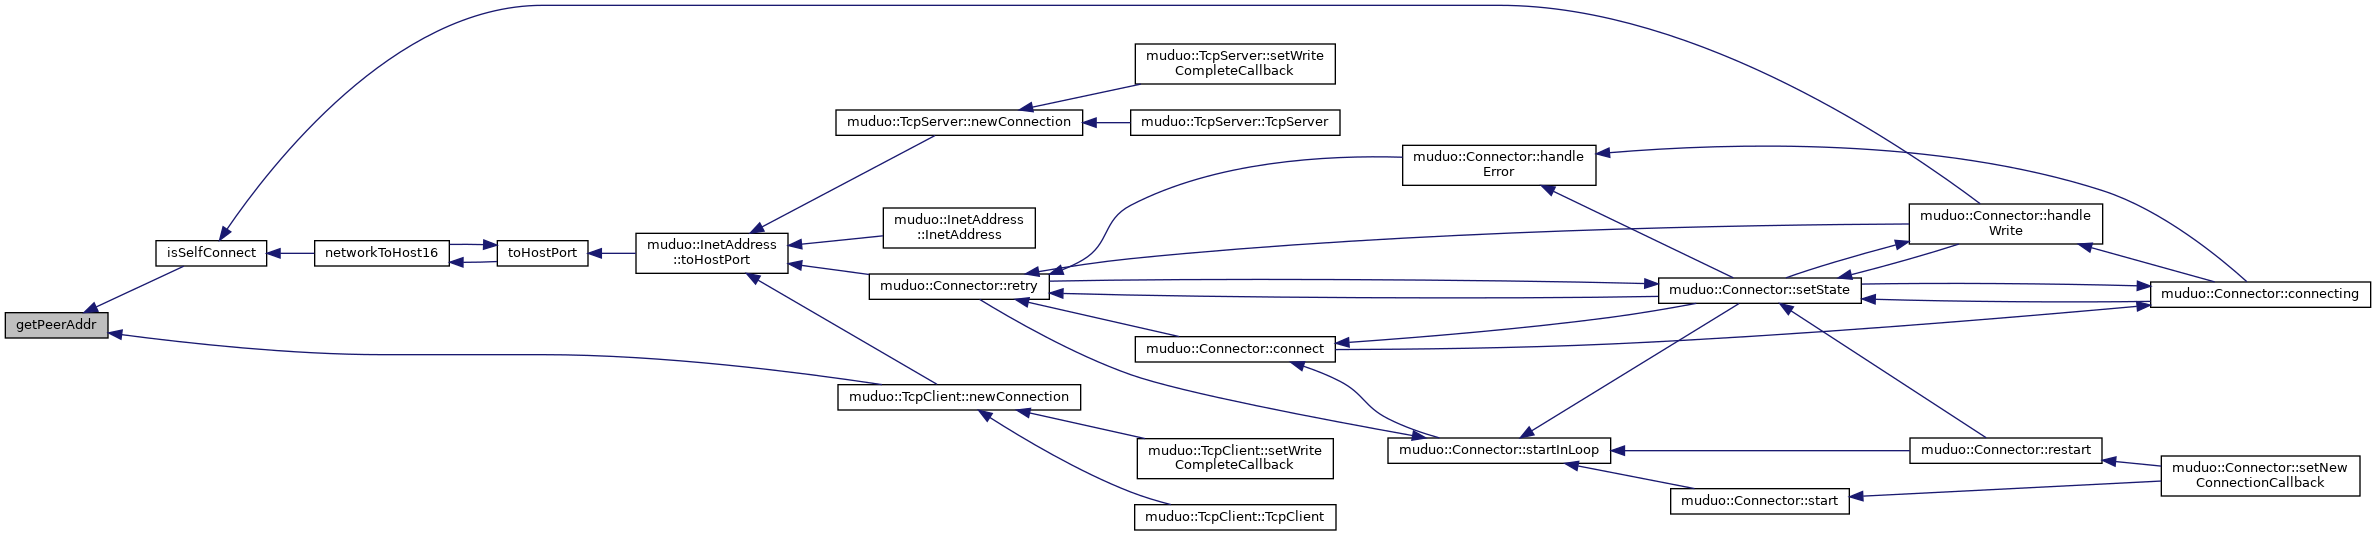 muduo::TcpServer::setWrite
CompleteCallback
muduo::TcpServer::newConnection
muduo::TcpServer::TcpServer
muduo::Connector::handle
Error
muduo::InetAddress
::InetAddress
muduo::Connector::handle
Write
isSelfConnect
networkToHost16
toHostPort
muduo::InetAddress
::toHostPort
muduo::Connector::retry
muduo::Connector::setState
muduo::Connector::connecting
getPeerAddr
muduo::Connector::connect
muduo::TcpClient::newConnection
muduo::TcpClient::setWrite
CompleteCallback
muduo::Connector::startInLoop
muduo::Connector::restart
muduo::Connector::setNew
ConnectionCallback
muduo::Connector::start
muduo::TcpClient::TcpClient